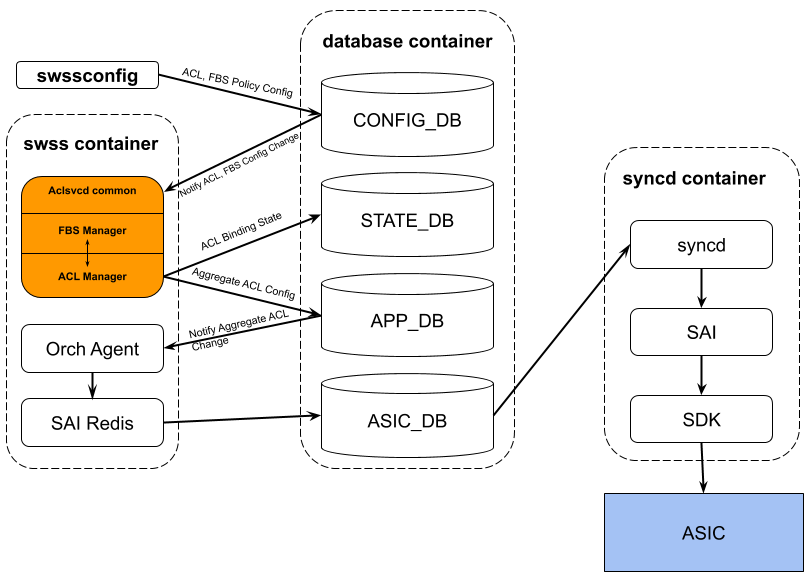 database container
swssconfig
ACL, FBS Policy Config
CONFIG_DB
swss container
Notify ACL, FBS Config Change
Aclsvcd common
FBS Manager
ACL Manager
ACL Binding State
STATE_DB
Aggregate ACL Config
APP_DB
Notify Aggregate ACL
Change
Orch Agent
SAI Redis
ASIC_DB
syncd container
syncd
SAI
SDK
ASIC